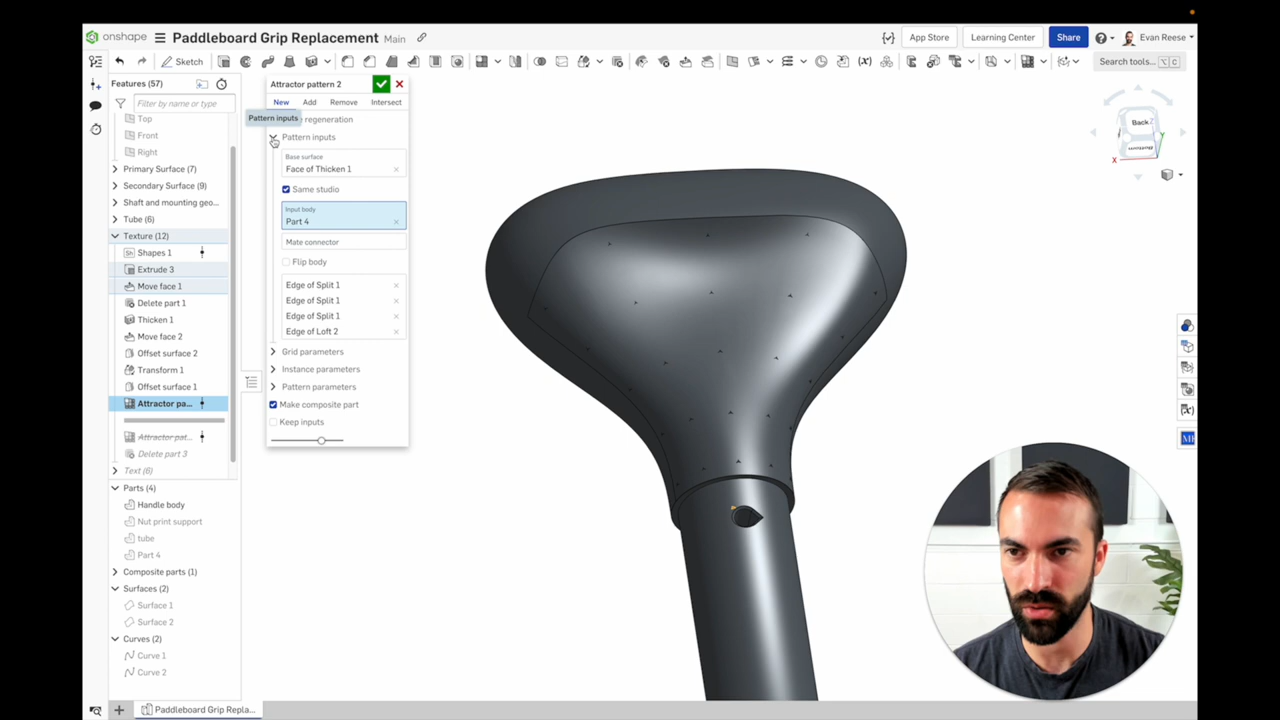 onshape
Paddleboard Grip Replacement
Main
App Store
Learning Center
Share
Evan Reese
Sketch
Search tools...
Features (57)
Filter by name or type
Top
Front
Right
Primary Surface (7)
Secondary Surface (9)
Shaft and mounting geo...
Tube (6)
Texture (12)
Shapes 1
Extrude 3
Move face 1
Delete part 1
Thicken 1
Move face 2
Offset surface 2
Transform 1
Offset surface 1
Attractor pa...
Attractor pat...
Delete part 3
Text (6)
Parts (4)
Handle body
Nut print support
tube
Part 4
Composite parts (1)
Surfaces (2)
Surface 1
Surface 2
Curves (2)
Curve 1
Curve 2
Attractor pattern 2
New
Add
Remove
Intersect
Pattern inputs
regeneration
Pattern inputs
Base surface
Face of Thicken 1
Same studio
Input body
Part 4
Mate connector
Flip body
Edge of Split 1
Edge of Split 1
Edge of Split 1
Edge of Loft 2
Grid parameters
Instance parameters
Pattern parameters
Make composite part
Keep inputs
Back
Z
Y
X
Paddleboard Grip Repla...